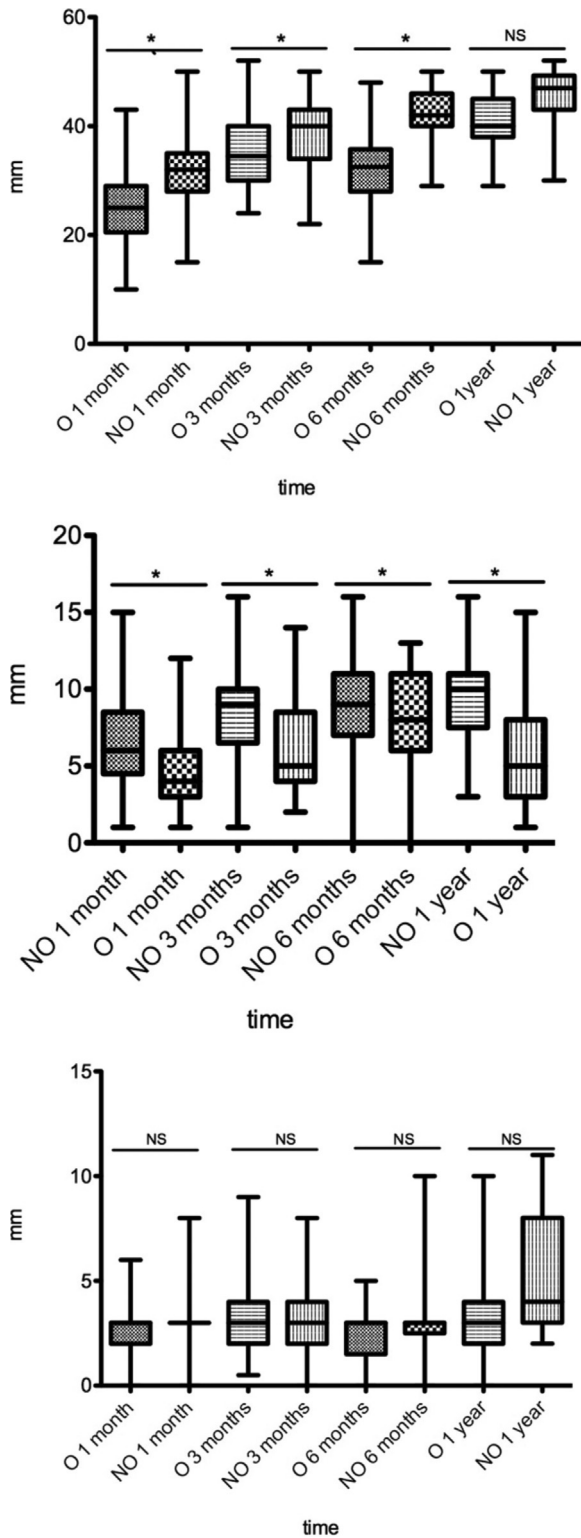 60
40
20
0
mm
* * * NS
O 1 month
NO 1 month
O 3 months
NO 3 months
O 6 months
NO 6 months
O 1year
NO 1 year
time
20
15
10
5
0
mm
* * * *
NO 1 month
O 1 month
NO 3 months
O 3 months
NO 6 months
O 6 months
NO 1 year
O 1 year
time
15
10
5
0
mm
NS NS NS NS
O 1 month
NO 1 month
O 3 months
NO 3 months
O 6 months
NO 6 months
O 1 year
NO 1 year
time